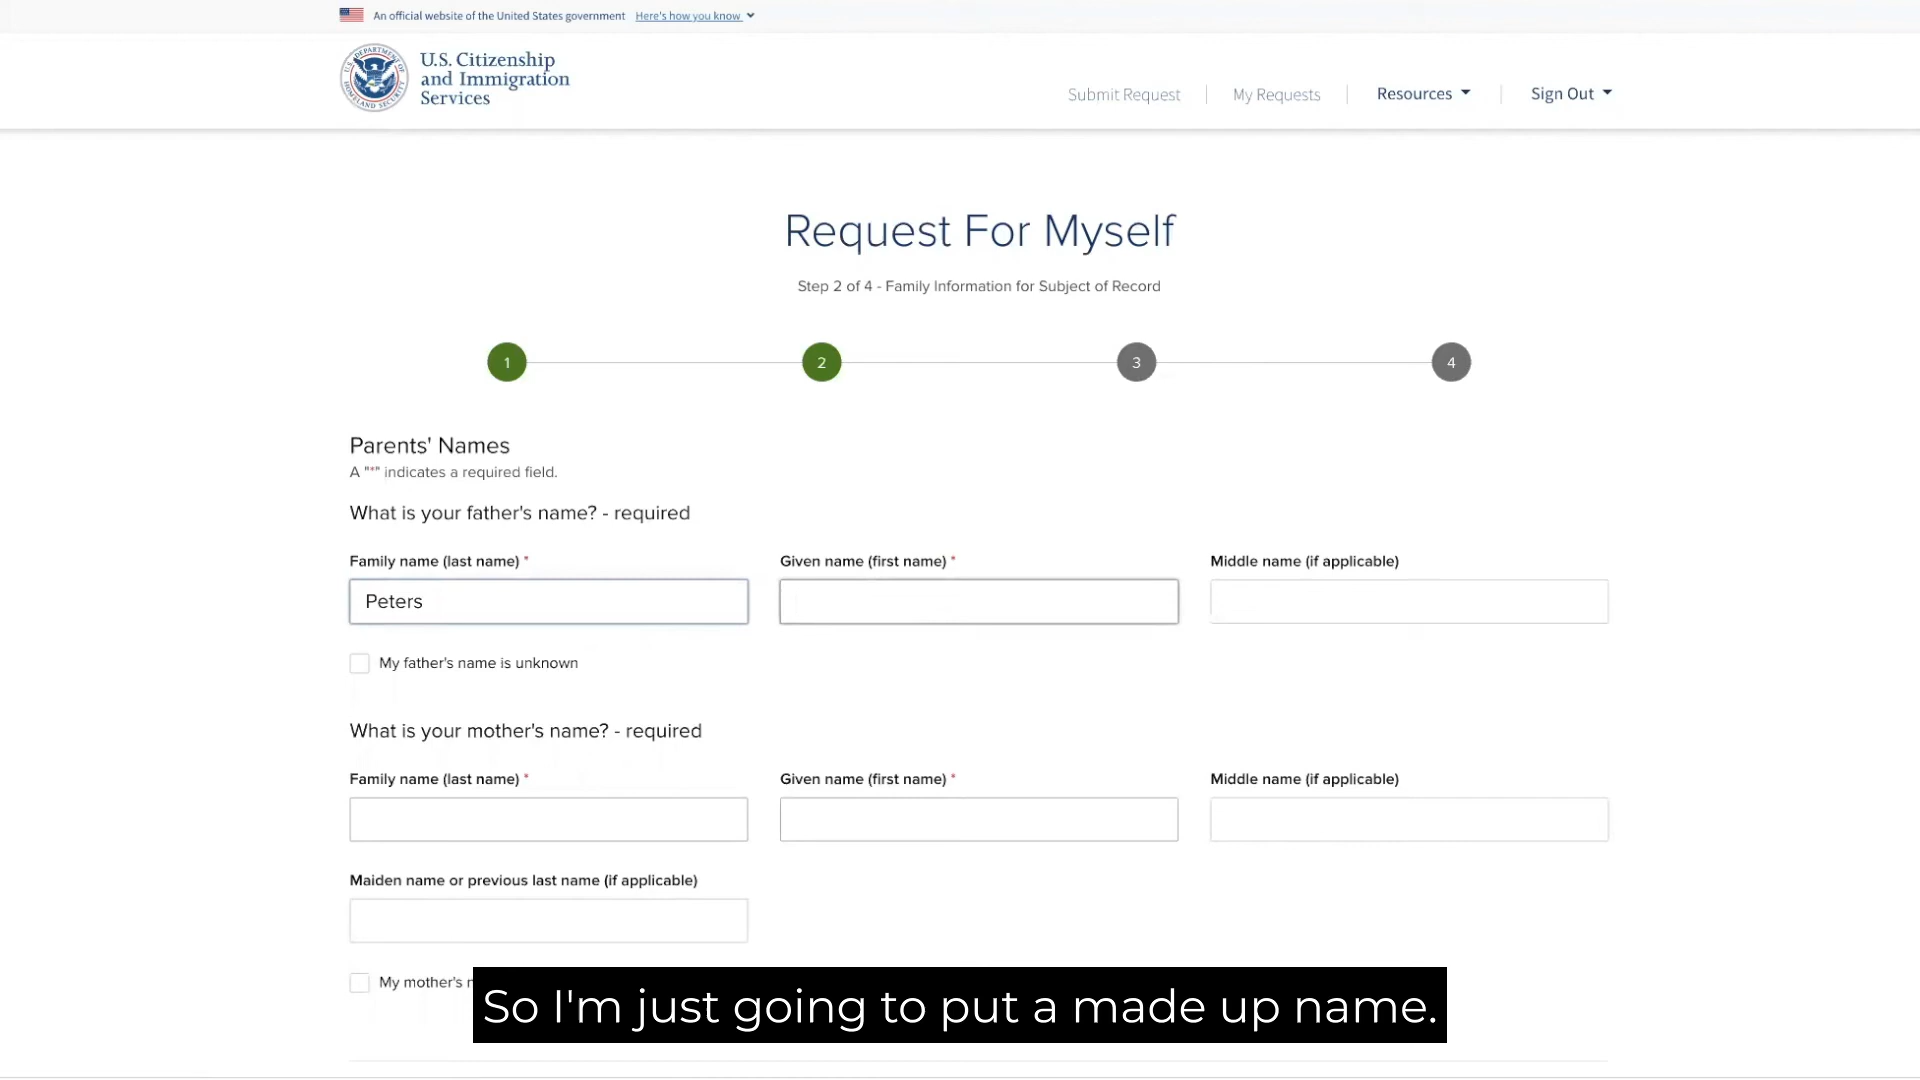 An official website of the United States government Here's how you know
U.S. Citizenship
and Immigration
Services
Submit Request
My Requests
Resources
Sign Out
Request For Myself
Step 2 of 4 - Family Information for Subject of Record
1 2 3 4
Parents' Names
A "*" indicates a required field.
What is your father's name? - required
Family name (last name) * Given name (first name) * Middle name (if applicable)
Peters
My father's name is unknown
What is your mother's name? - required
Family name (last name) * Given name (first name) * Middle name (if applicable)
Maiden name or previous last name (if applicable)
My mother's
So I'm just going to put a made up name.